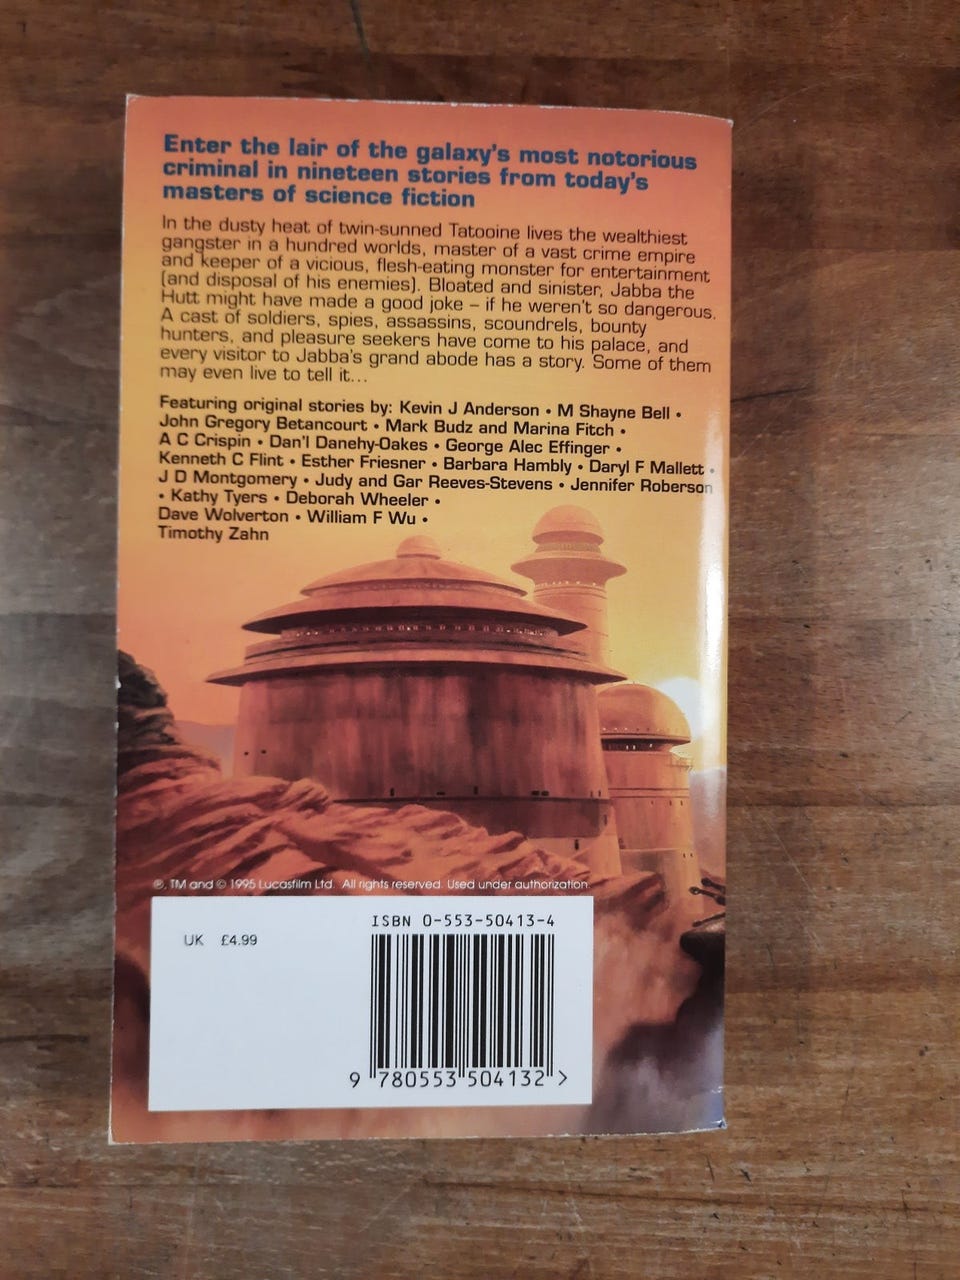 Enter the lair of the galaxy's most notorious
criminal in nineteen stories from today's
masters of science fiction
In the dusty heat of twin-sunned Tatooine lives the wealthiest
gangster in a hundred worlds, master of a vast crime empire
and keeper of a vicious, flesh-eating monster for entertainment
(and disposal of his enemies). Bloated and sinister, Jabba the
Hutt might have made a good joke – if he weren't so dangerous.
A cast of soldiers, spies, assassins, scoundrels, bounty
hunters, and pleasure seekers have come to his palace, and
every visitor to Jabba's grand abode has a story. Some of them
may even live to tell it...
Featuring original stories by: Kevin J Anderson • M Shayne Bell •
John Gregory Betancourt • Mark Budz and Marina Fitch •
A C Crispin • Dan'l Danehy-Oakes • George Alec Effinger •
Kenneth C Flint • Esther Friesner • Barbara Hambly • Daryl F Mallett •
J D Montgomery • Judy and Gar Reeves-Stevens • Jennifer Roberson
• Kathy Tyers • Deborah Wheeler •
Dave Wolverton • William F Wu •
Timothy Zahn
®, TM and © 1995 Lucasfilm Ltd. All rights reserved. Used under authorization.
ISBN 0-553-50413-4
UK £4.99
9 780553 504132 >